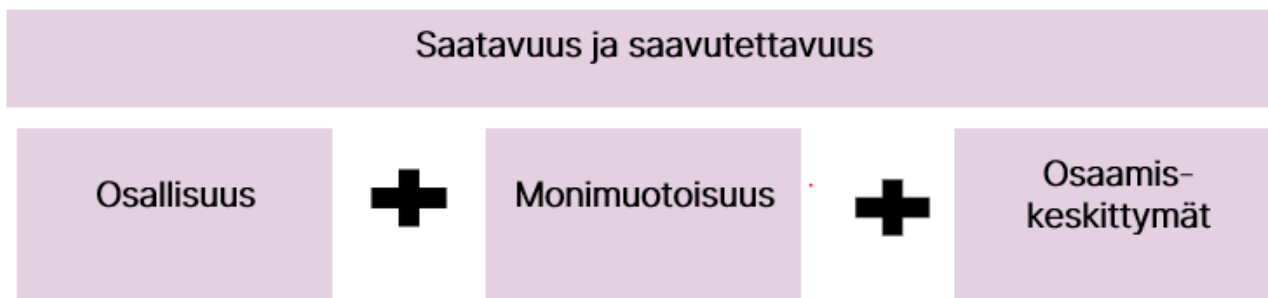 Saatavuus ja saavutettavuus
Osallisuus
Monimuotoisuus
Osaamis-
keskittymät